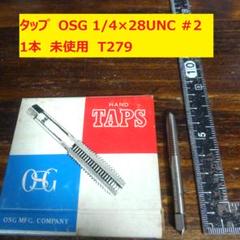 タップ OSG 1/4×28UNC #2
1本 未使用 T279
HAND
TAPS
OSG
OSG MFG. COMPANY